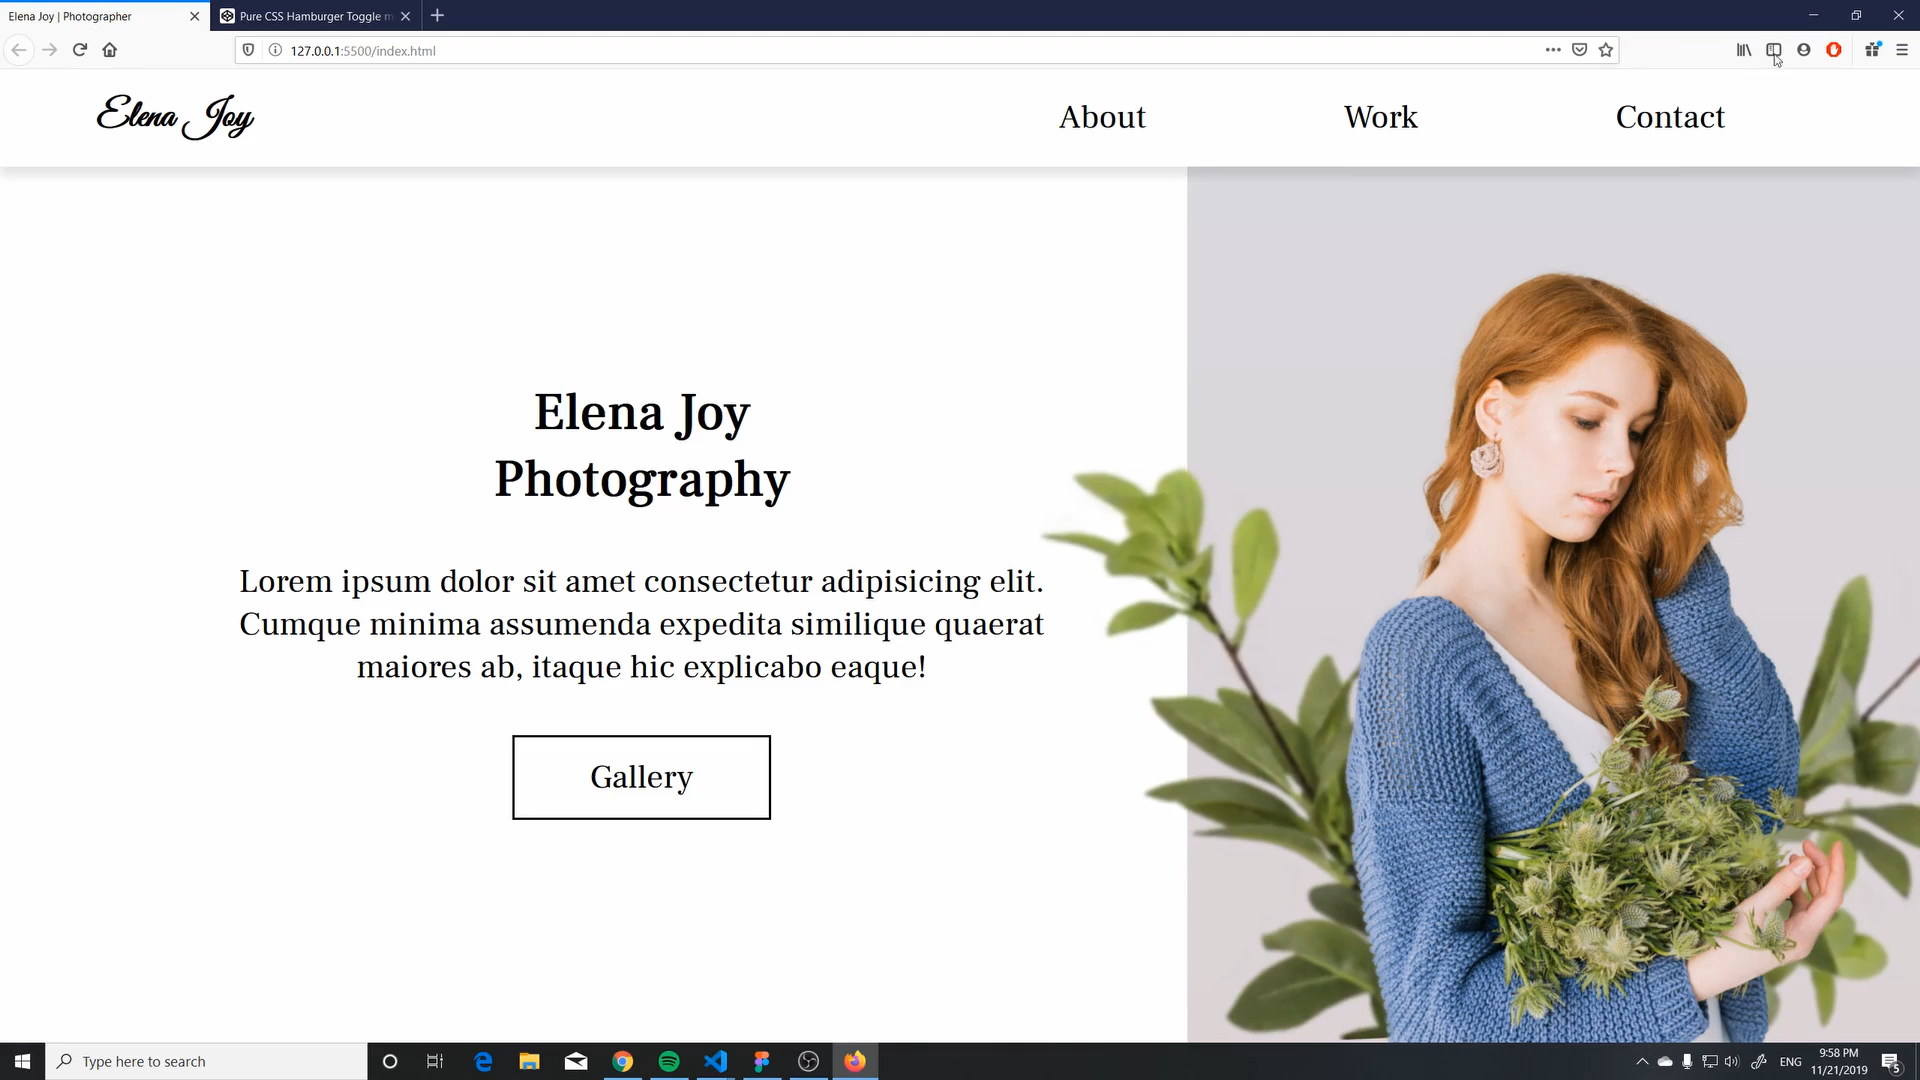 Elena Joy | Photographer
Pure CSS Hamburger Toggle m
127.0.0.1:5500/index.html
Elena Joy
About
Work
Contact
Elena Joy
Photography
Lorem ipsum dolor sit amet consectetur adipisicing elit.
Cumque minima assumenda expedita similique quaerat
maiores ab, itaque hic explicabo eaque!
Gallery
Type here to search
ENG
9:58 PM
11/21/2019
5